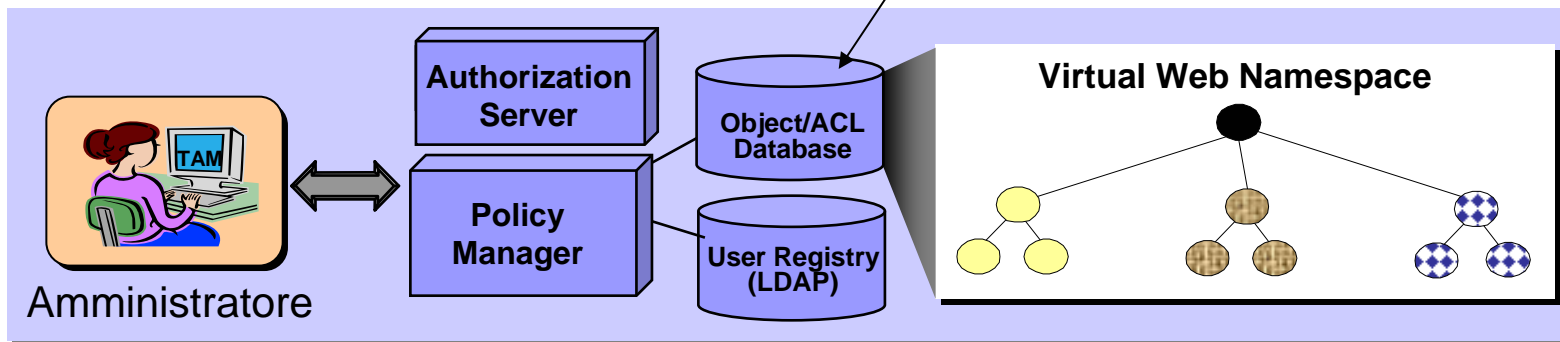 TAM
Amministratore
Authorization
Server
Policy
Manager
Object/ACL
Database
User Registry
(LDAP)
Virtual Web Namespace